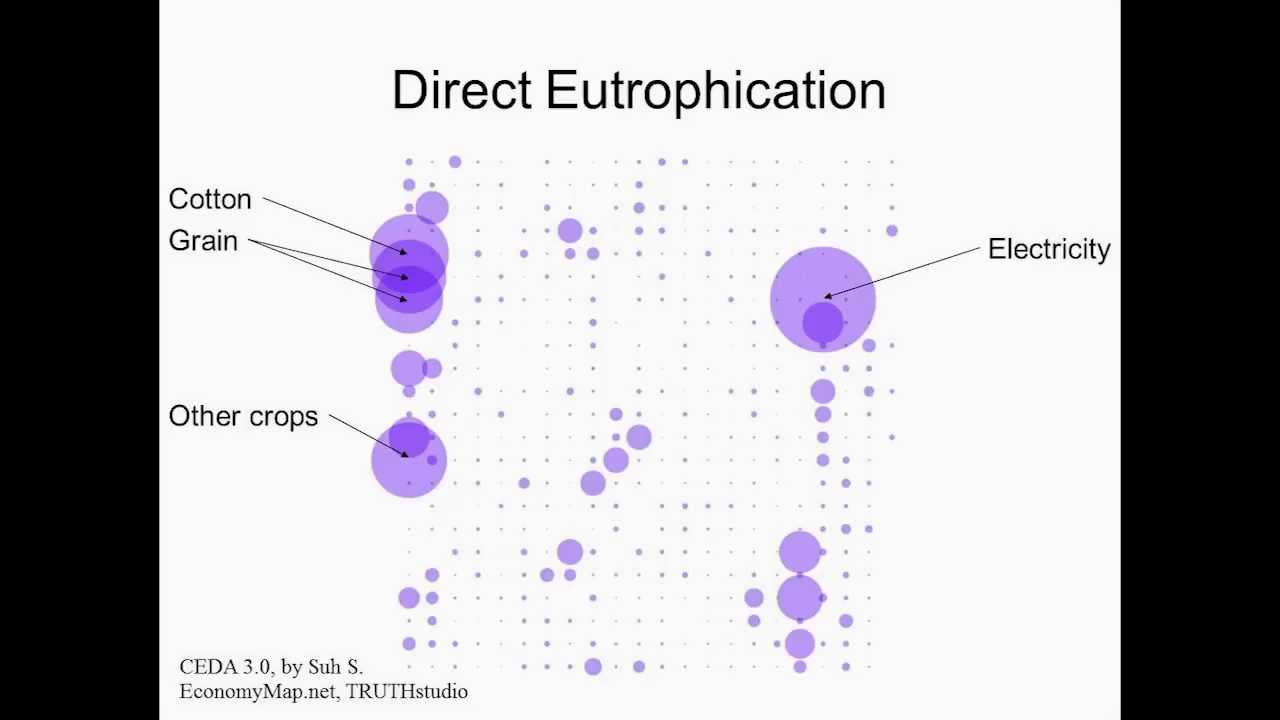 Direct Eutrophication
Cotton
Grain
Electricity
Other crops
CEDA 3.0, by Suh S.
EconomyMap.net, TRUTHstudio